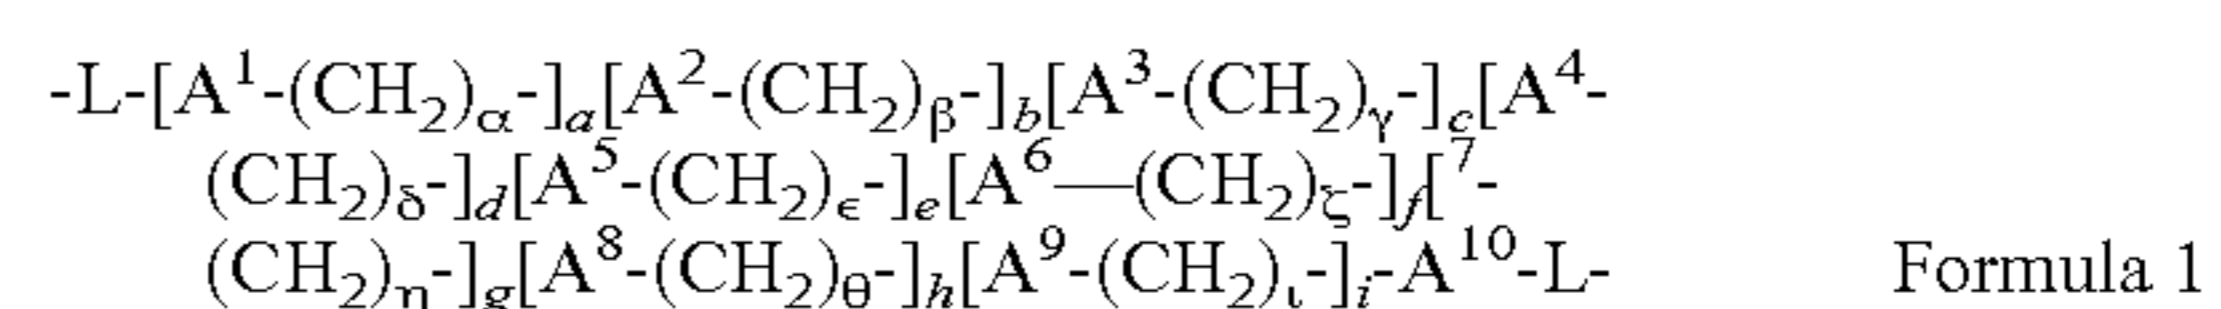 -L-[A¹-(CH₂)α-]a[A²-(CH₂)β-]b[A³-(CH₂)γ-]c[A⁴-
(CH₂)δ-]d[A⁵-(CH₂)ϵ-]e[A⁶—(CH₂)ζ-]f[⁷-
(CH₂)η-]g[A⁸-(CH₂)θ-]h[A⁹-(CH₂)ι-]i-A¹⁰-L- Formula 1